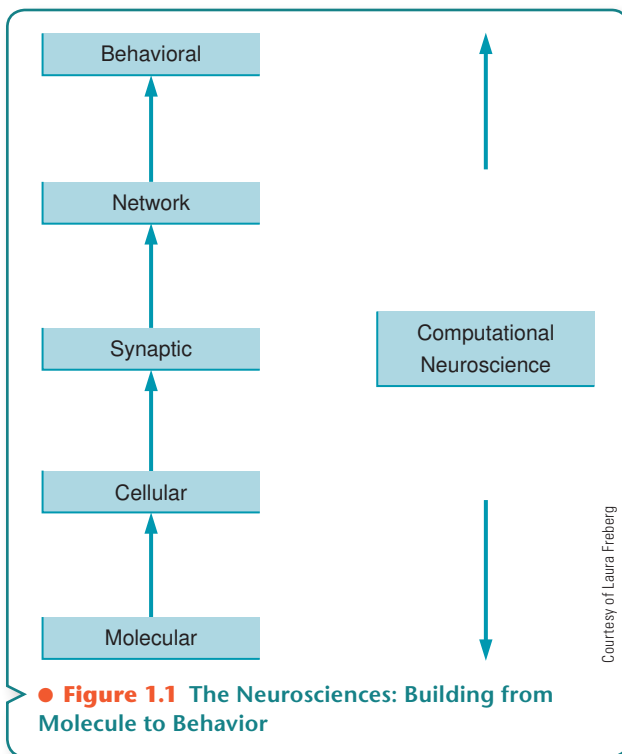 Behavioral
Network
Synaptic
Cellular
Molecular
Computational
Neuroscience
Courtesy of Laura Freberg
● Figure 1.1 The Neurosciences: Building from
Molecule to Behavior